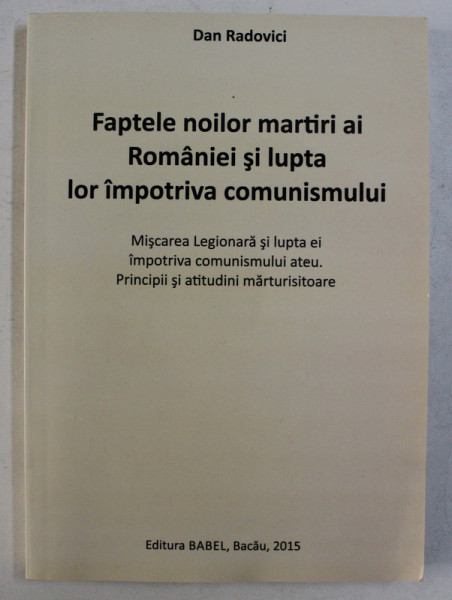 Dan Radovici
Faptele noilor martiri ai
României şi lupta
lor împotriva comunismului
Mişcarea Legionară şi lupta ei
împotriva comunismului ateu.
Principii şi atitudini mărturisitoare
Editura BABEL, Bacău, 2015